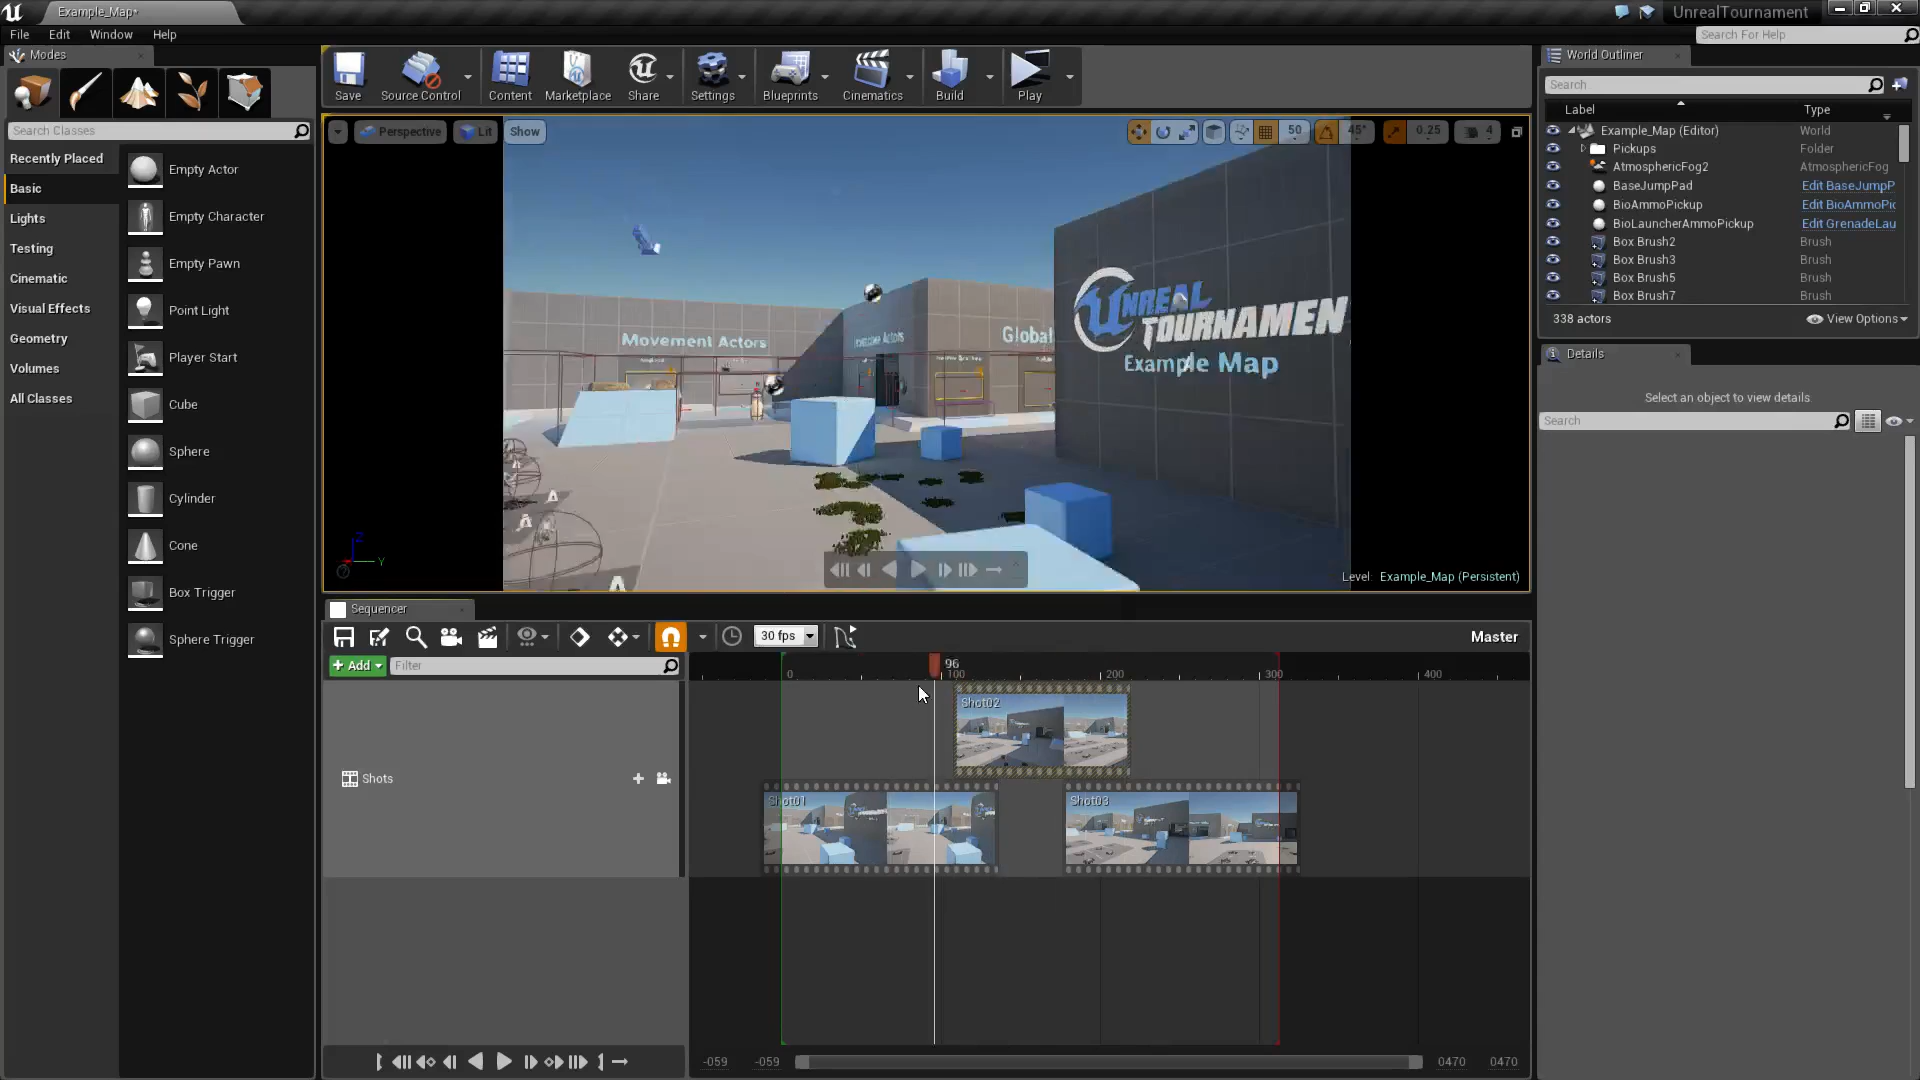 Example_Map*
UnrealTournament
File Edit Window Help
Search For Help
Modes
Search Classes
Recently Placed
Basic
Lights
Testing
Cinematic
Visual Effects
Geometry
Volumes
All Classes
Empty Actor
Empty Character
Empty Pawn
Point Light
Player Start
Cube
Sphere
Cylinder
Cone
Box Trigger
Sphere Trigger
Save Source Control Content Marketplace Share Settings Blueprints Cinematics Build Play
Perspective Lit Show
50 45° 0.25 4
Movement Actors
Global
UNREAL
TOURNAMEN
Example Map
Z
Y
Level: Example_Map (Persistent)
Sequencer
30 fps
Master
Add Filter
96
0 100 200 300 400
Shots
Shot02
Shot01
Shot03
-059 -059 0470 0470
World Outliner
Search
Label Type
Example_Map (Editor) World
Pickups Folder
AtmosphericFog2 AtmosphericFog
BaseJumpPad Edit BaseJumpP
BioAmmoPickup Edit BioAmmoPic
BioLauncherAmmoPickup Edit GrenadeLau
Box Brush2 Brush
Box Brush3 Brush
Box Brush5 Brush
Box Brush7 Brush
338 actors View Options
Details
Select an object to view details
Search